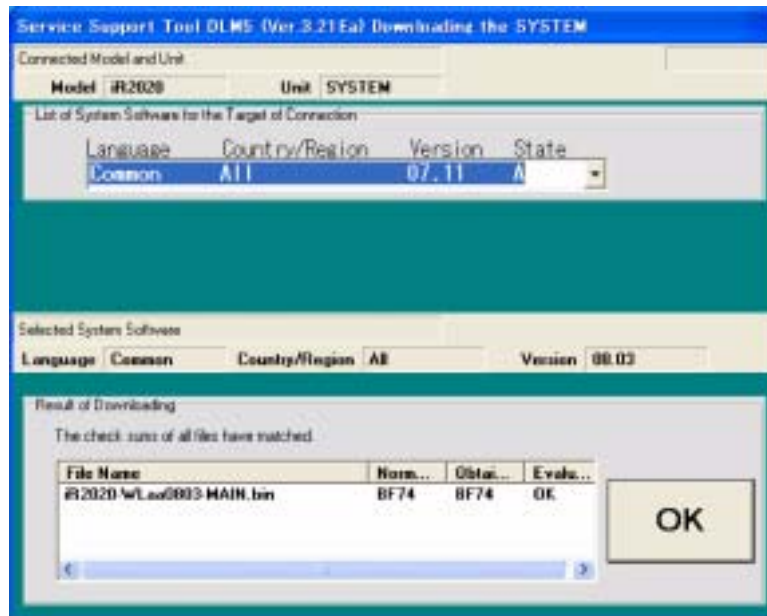 Service Support Tool DLMS (Ver.3.21Ea) Downloading the SYSTEM
Connected Model and Unit
Model iR2020 Unit SYSTEM
List of System Software for the Target of Connection
Language Country/Region Version State
Common All 07.11 A
Selected System Software
Language Common Country/Region All Version 08.03
Result of Downloading
The check sums of all files have matched.
File Name Norm... Obtai... Evalu...
iR2020-WLaa0803-MAIN.bin BF74 BF74 OK
OK